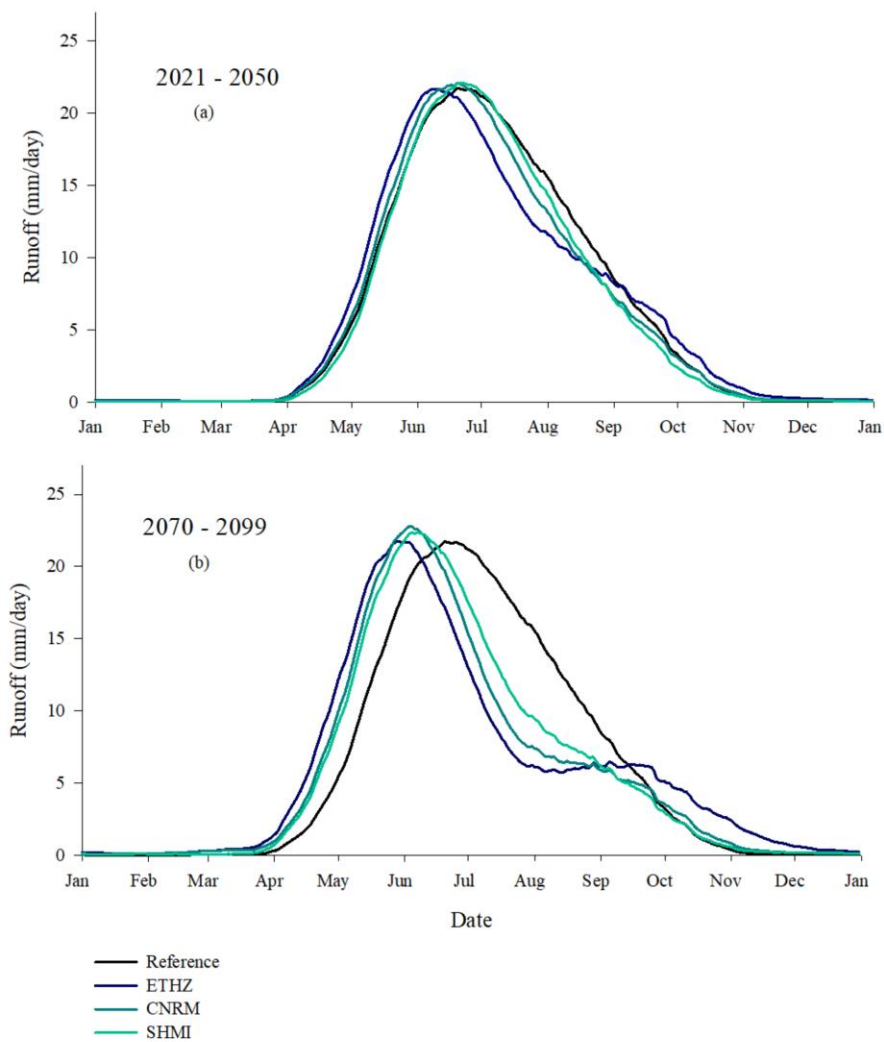 25
20
15
10
5
0
Runoff (mm/day)
2021 - 2050
(a)
Jan Feb Mar Apr May Jun Jul Aug Sep Oct Nov Dec Jan
25
20
15
10
5
0
Runoff (mm/day)
2070 - 2099
(b)
Jan Feb Mar Apr May Jun Jul Aug Sep Oct Nov Dec Jan
Date
Reference
ETHZ
CNRM
SHMI